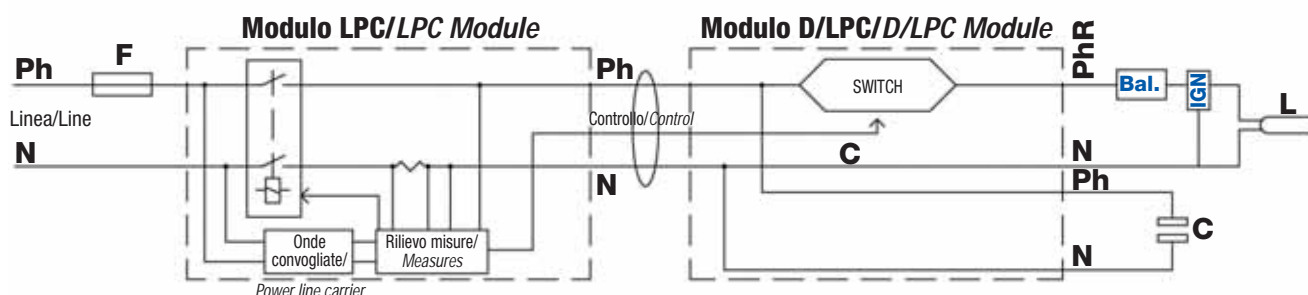 Modulo LPC/LPC Module
Modulo D/LPC/D/LPC Module
Ph
F
Ph
PhR
Bal.
IGN
SWITCH
L
Linea/Line
Controllo/Control
C
N
N
N
Ph
C
N
Onde
convogliate/
Power line carrier
Rilievo misure/
Measures